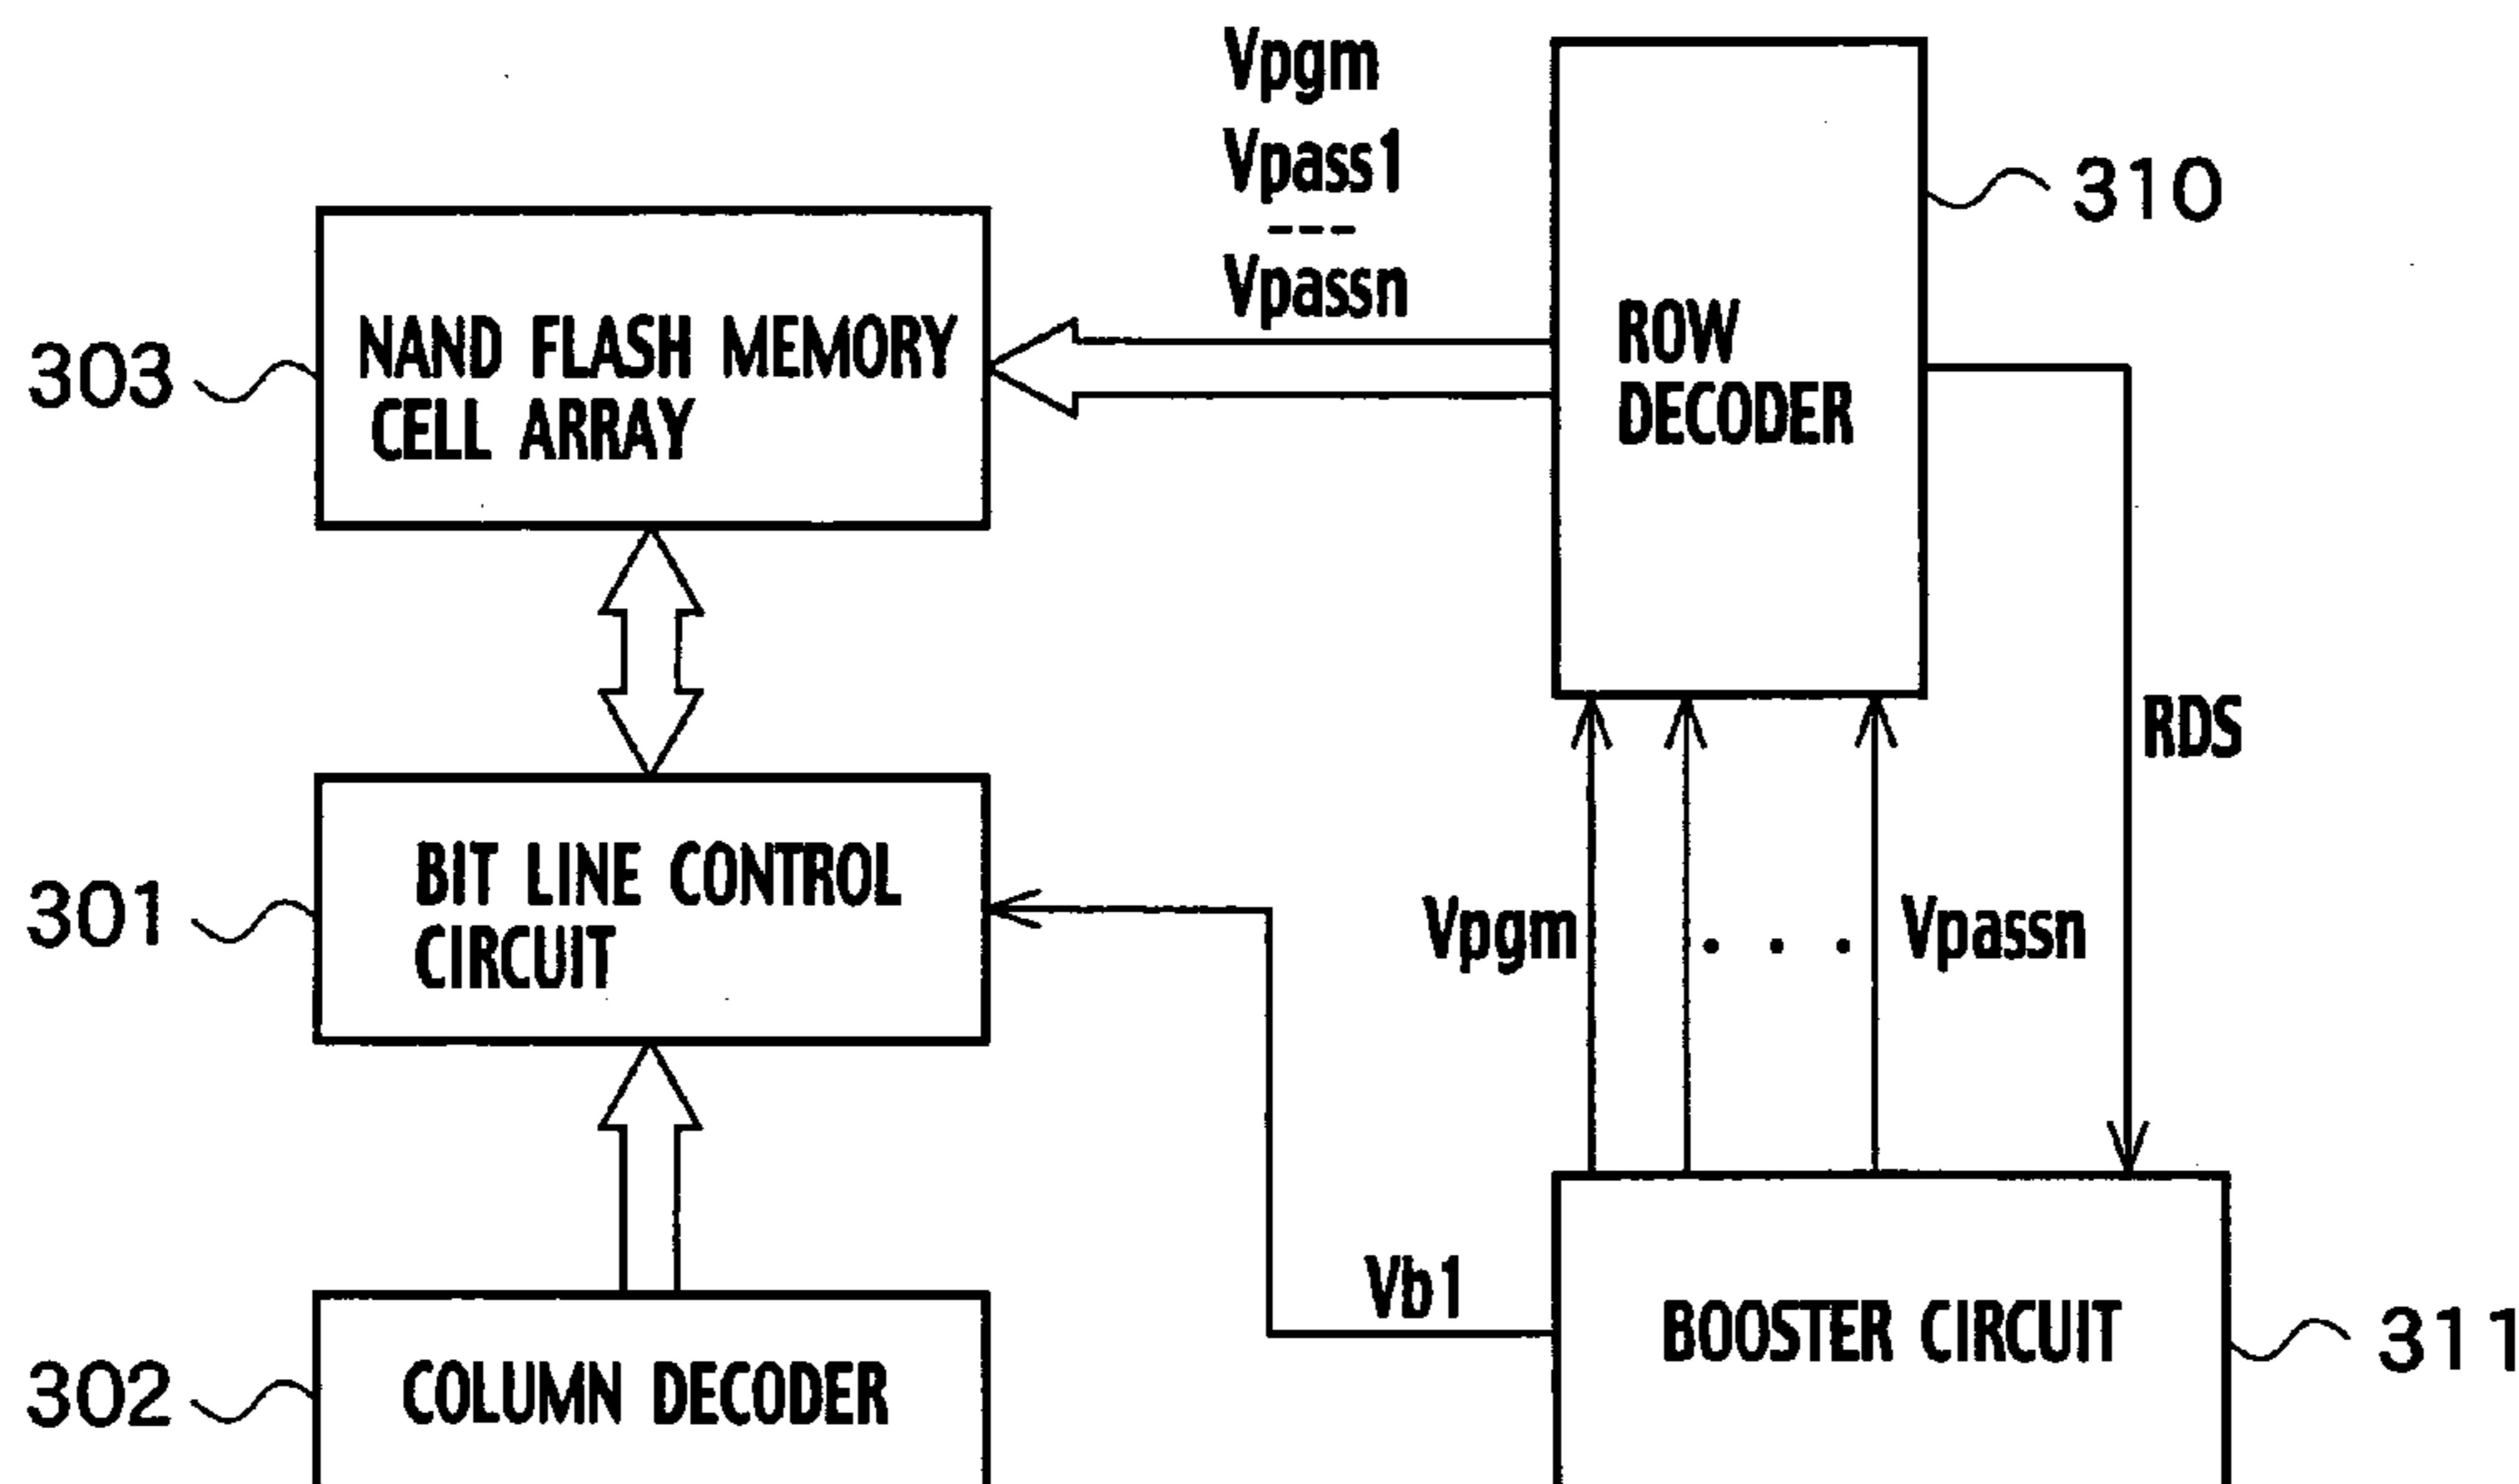 Vpgm
Vpass1
---
Vpassn
310
303
NAND FLASH MEMORY
CELL ARRAY
ROW
DECODER
RDS
301
BIT LINE CONTROL
CIRCUIT
Vpgm
. . .
Vpassn
Vb1
302
COLUMN DECODER
BOOSTER CIRCUIT
311